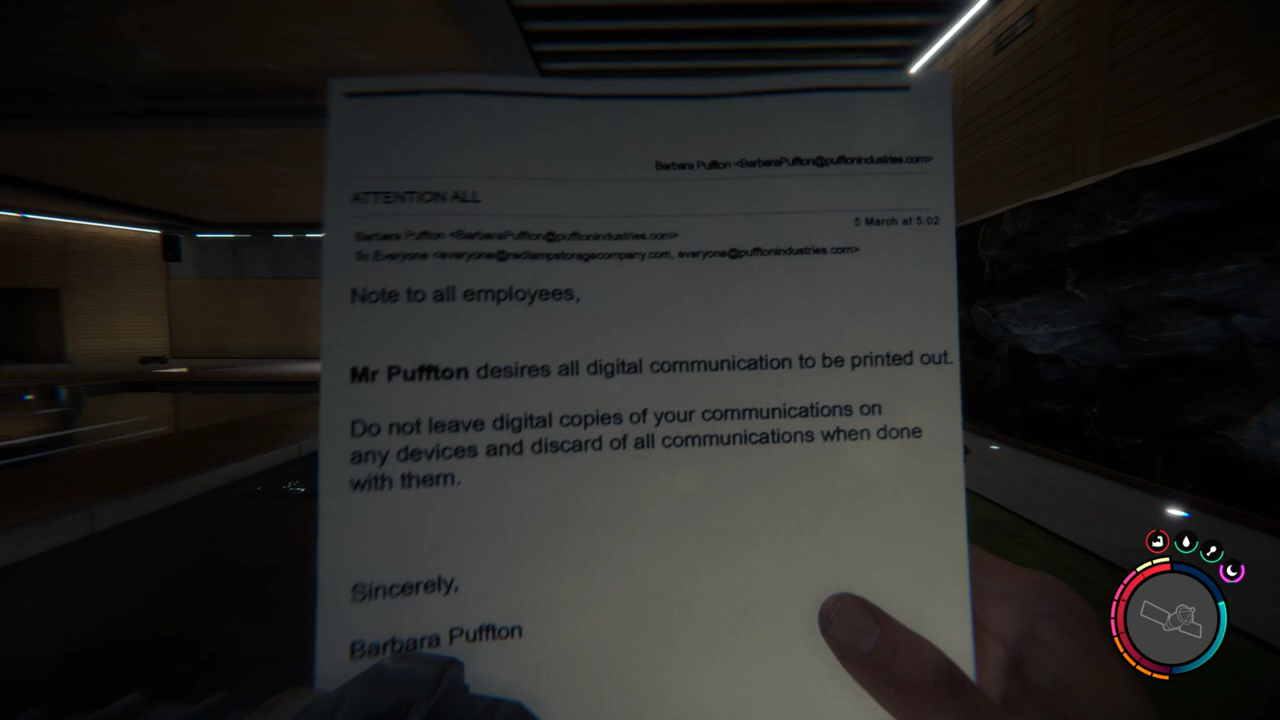 Barbara Puffton <BarbaraPuffton@pufftonindustries.com>
ATTENTION ALL
5 March at 5:02
Barbara Puffton <BarbaraPuffton@pufftonindustries.com>
To: Everyone <everyone@redlampstoragecompany.com, everyone@pufftonindustries.com>
Note to all employees,
Mr Puffton desires all digital communication to be printed out.
Do not leave digital copies of your communications on
any devices and discard of all communications when done
with them.
Sincerely,
Barbara Puffton